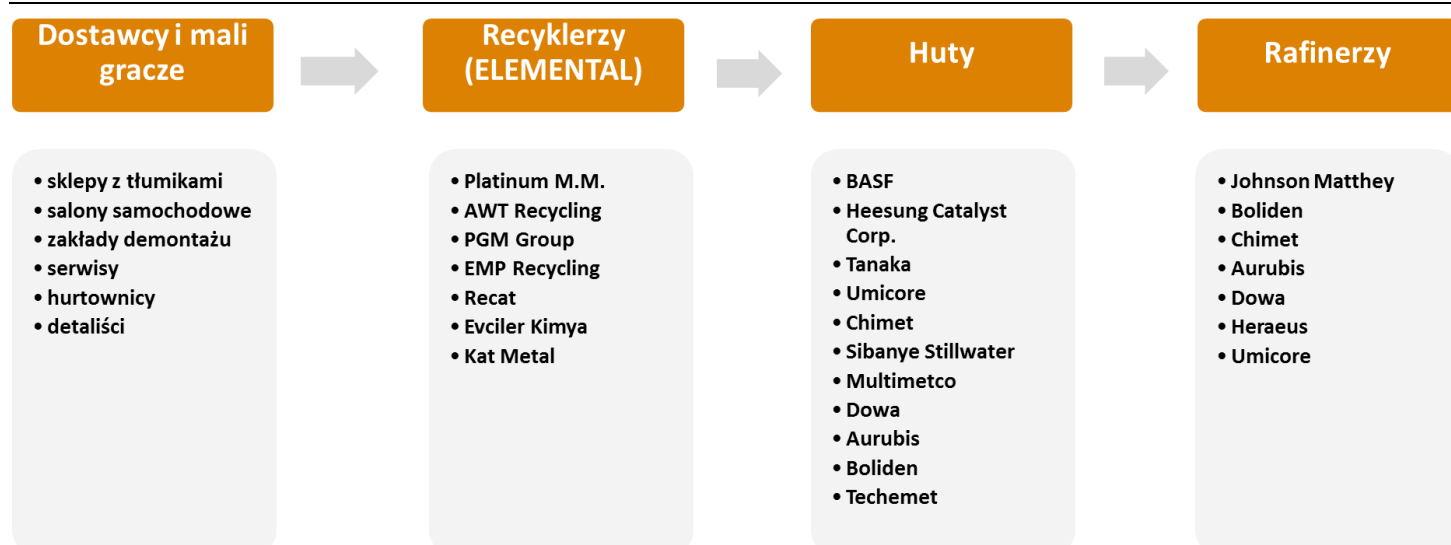 Dostawcy i mali
gracze
Recyklerzy
(ELEMENTAL)
Huty
Rafinerzy
• sklepy z tłumikami
• salony samochodowe
• zakłady demontażu
• serwisy
• hurtownicy
• detaliści
• Platinum M.M.
• AWT Recycling
• PGM Group
• EMP Recycling
• Recat
• Evciler Kimya
• Kat Metal
• BASF
• Heesung Catalyst
Corp.
• Tanaka
• Umicore
• Chimet
• Sibanye Stillwater
• Multimetco
• Dowa
• Aurubis
• Boliden
• Techemet
• Johnson Matthey
• Boliden
• Chimet
• Aurubis
• Dowa
• Heraeus
• Umicore